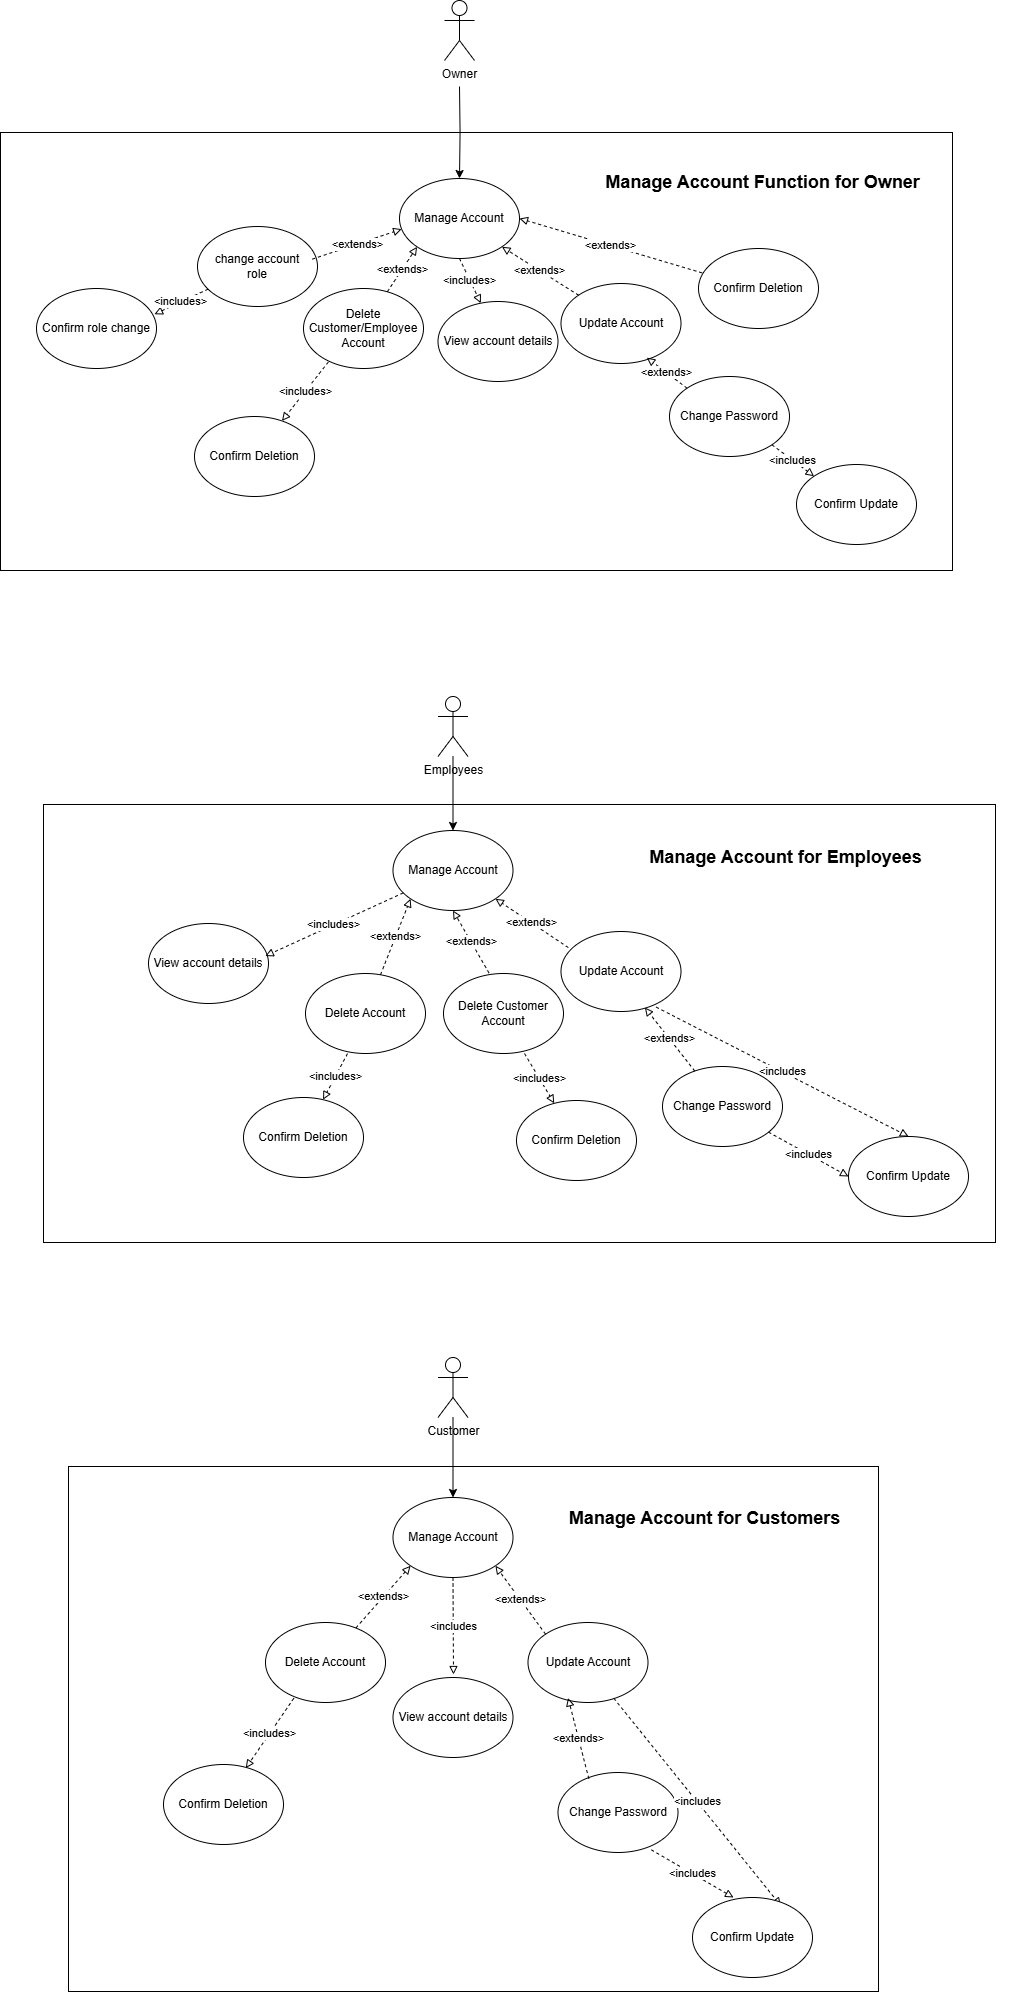 Owner
Manage Account Function for Owner
Manage Account
<extends>
<extends>
change account
role
<extends>
<extends>
<includes>
Confirm Deletion
<includes>
Confirm role change
Delete
Customer/Employee
Account
View account details
Update Account
<extends>
<includes>
Change Password
Confirm Deletion
<includes
Confirm Update
Employees
Manage Account for Employees
Manage Account
<includes>
<extends>
<extends>
<extends>
View account details
Update Account
Delete Account
Delete Customer
Account
<extends>
<includes
<includes>
<includes>
Change Password
Confirm Deletion
Confirm Deletion
<includes
Confirm Update
Customer
Manage Account for Customers
Manage Account
<extends>
<extends>
<includes
Delete Account
Update Account
View account details
<includes>
<extends>
Confirm Deletion
Change Password
<includes
<includes
Confirm Update